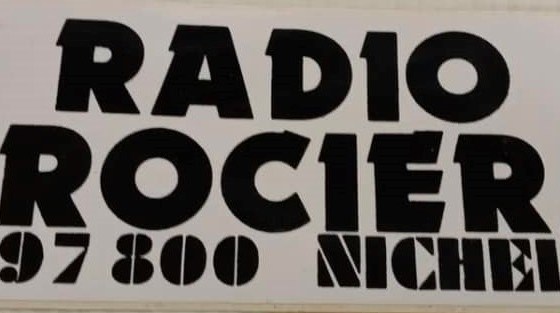 RADIO
ROCIER
97 800 NICHEL